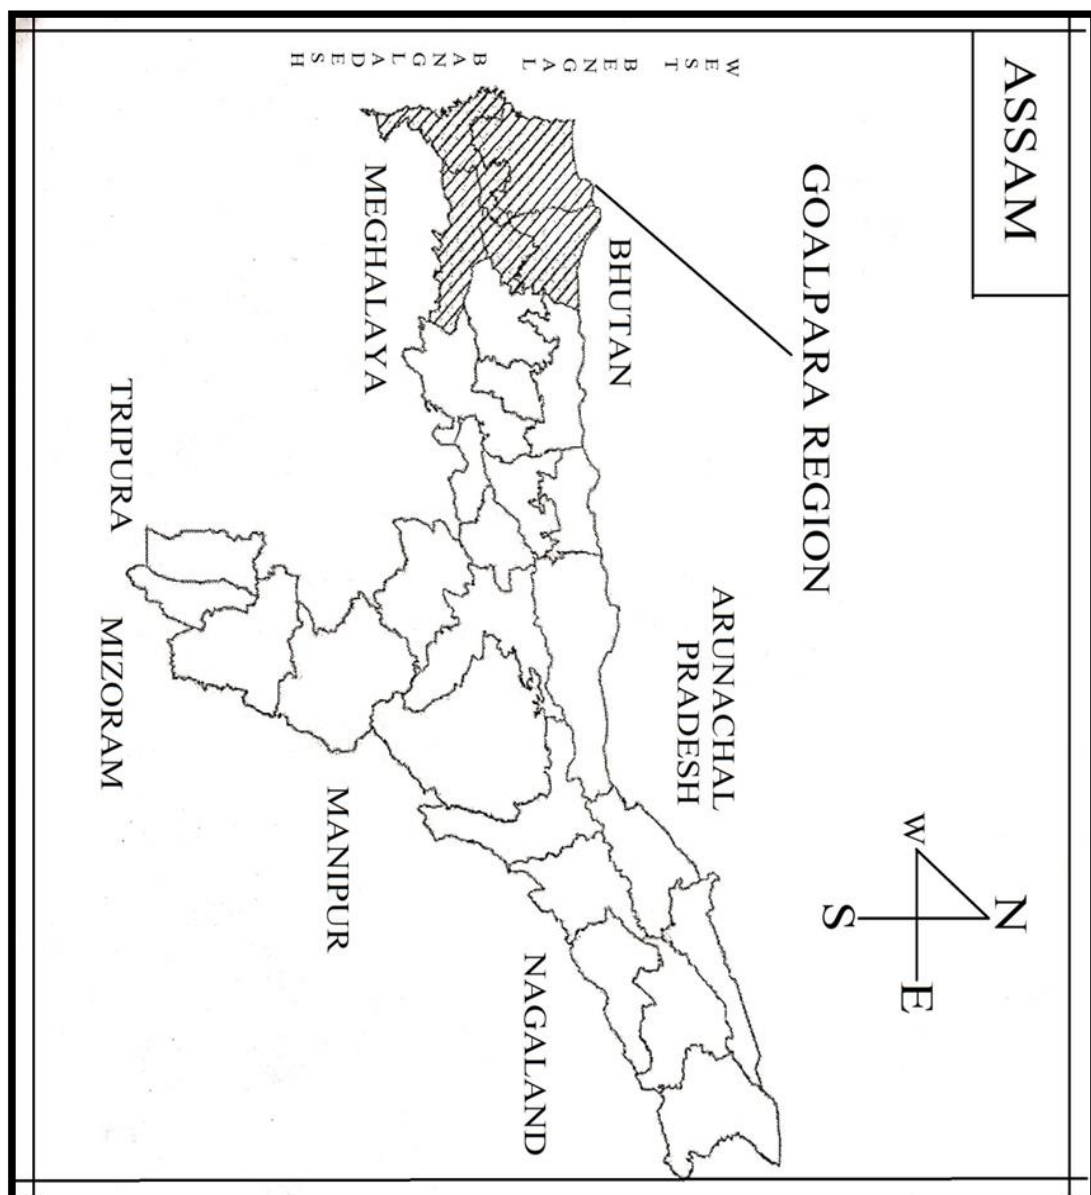 ASSAM
GOALPARA REGION
BHUTAN
ARUNACHAL
PRADESH
N
W
E
S
WEST BENGAL
BANGLADESH
MEGHALAYA
TRIPURA
MIZORAM
MANIPUR
NAGALAND